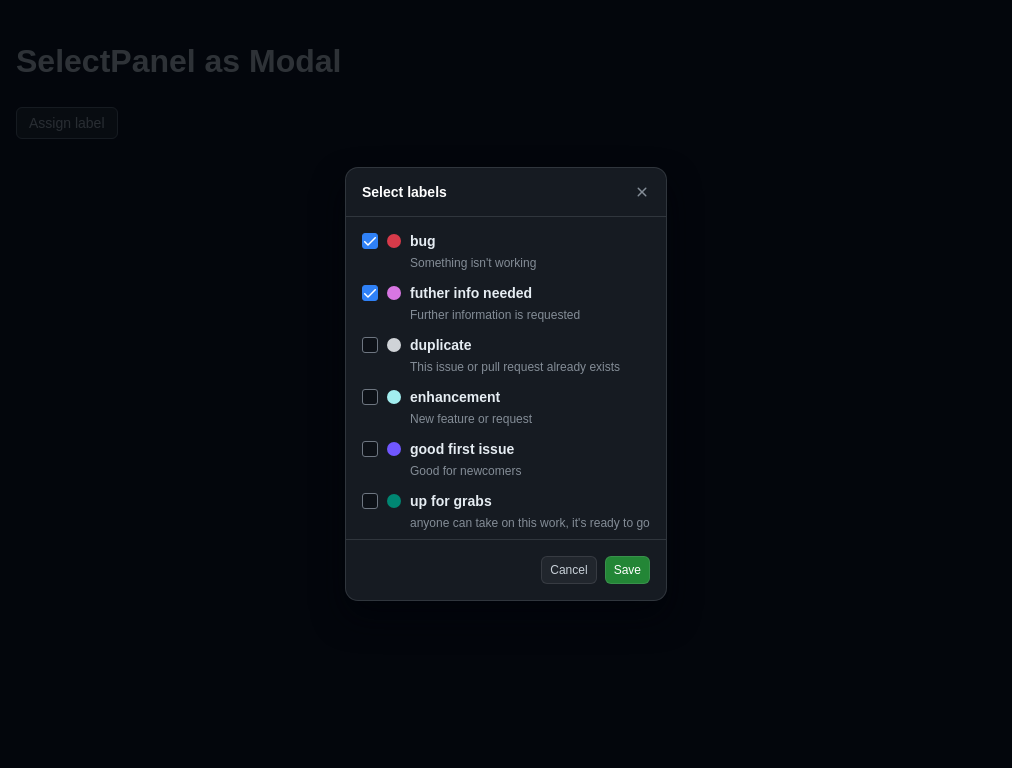 SelectPanel as Modal
Assign label
Select labels
bug
Something isn't working
futher info needed
Further information is requested
duplicate
This issue or pull request already exists
enhancement
New feature or request
good first issue
Good for newcomers
up for grabs
anyone can take on this work, it's ready to go
Cancel
Save